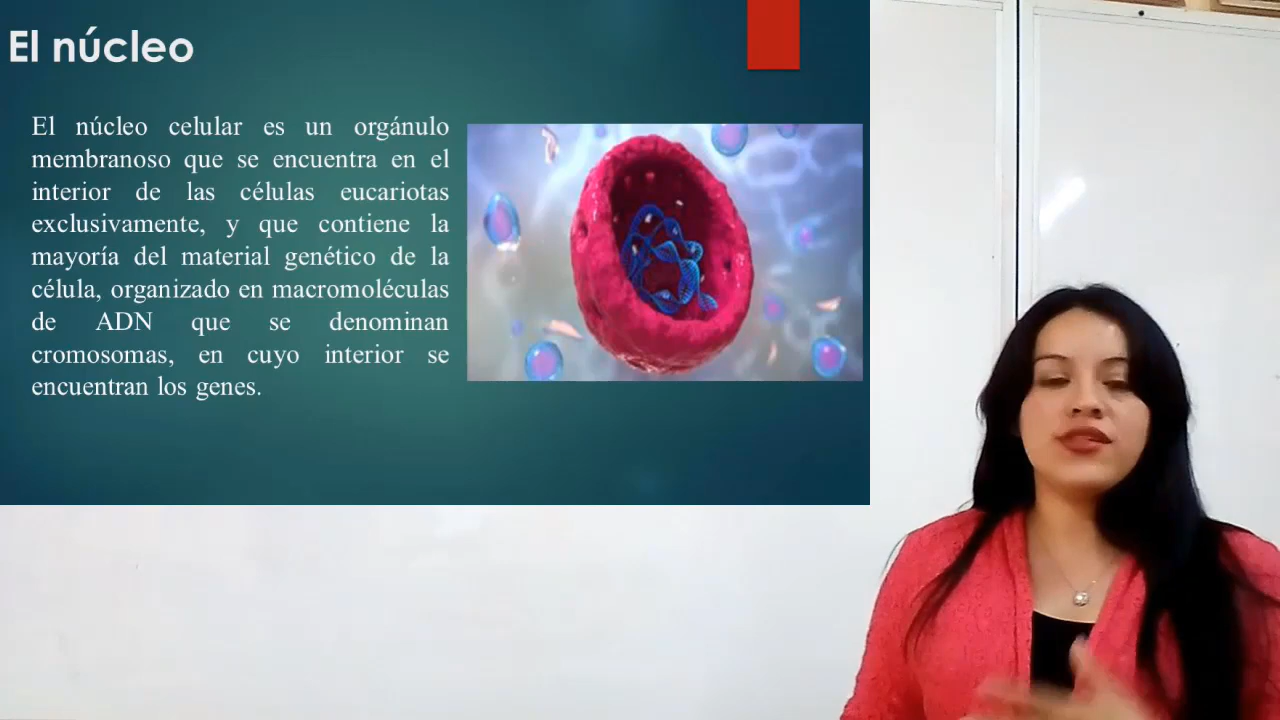 El núcleo
El núcleo celular es un orgánulo
membranoso que se encuentra en el
interior de las células eucariotas
exclusivamente, y que contiene la
mayoría del material genético de la
célula, organizado en macromoléculas
de ADN que se denominan
cromosomas, en cuyo interior se
encuentran los genes.